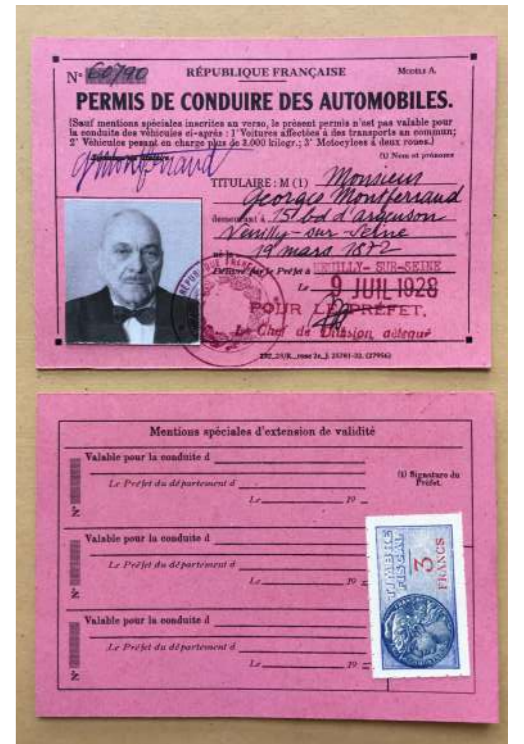 N° 60790 RÉPUBLIQUE FRANÇAISE MODÈLE A.
PERMIS DE CONDUIRE DES AUTOMOBILES.
(Sauf mentions spéciales inscrites au verso, le présent permis n'est pas valable pour
la conduite des véhicules ci-après : 1° Voitures affectées à des transports en commun;
2° Véhicules pesant en charge plus de 3.000 kilogr.; 3° Motocycles à deux roues.)
(1) Nom et prénoms
GMontferrand
TITULAIRE : M (1) Monsieur
Georges Montferrand
demeurant à 15 bd d'argenson
Neuilly-sur-Seine
né le 19 mars 1872
Délivré par le Préfet à NEUILLY-SUR-SEINE
Le 9 JUIL 1928
POUR LE PRÉFET,
Le Chef de Division délégué
RÉPUBLIQUE
Mentions spéciales d'extension de validité
Valable pour la conduite d
Le Préfet du département d
(1) Signature du
Préfet.
Le 19
N°
Valable pour la conduite d
Le Préfet du département d
Le 19
N°
Valable pour la conduite d
Le Préfet du département d
Le 19
N°
TIMBRE
FISCAL
3
FRANCS